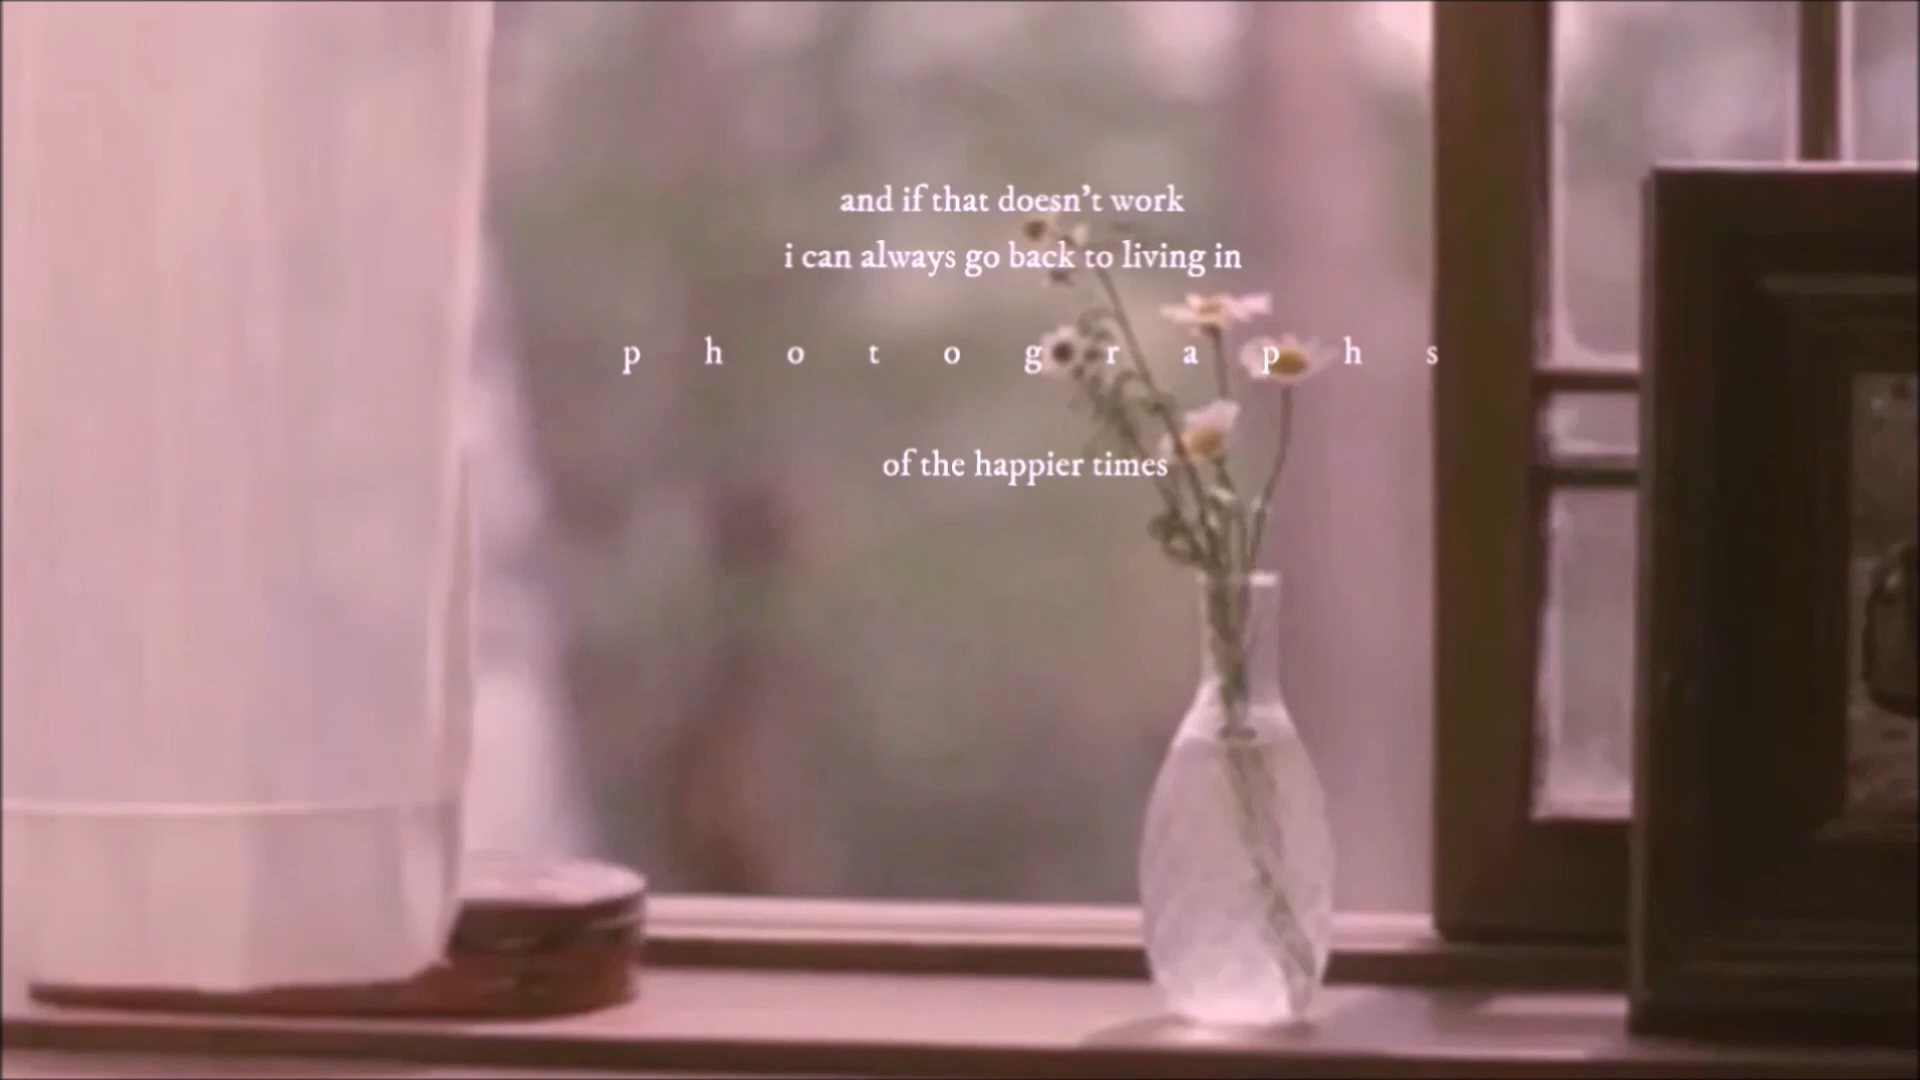 and if that doesn't work
i can always go back to living in
p h o t o g r a p h s
of the happier times